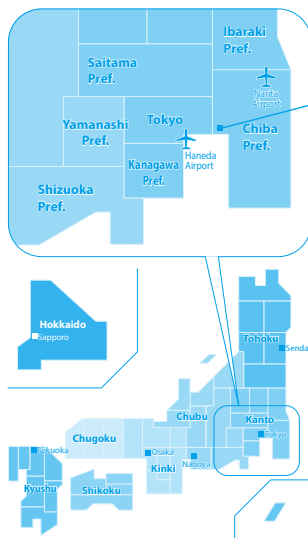 Ibaraki
Pref.
Saitama
Pref.
Narita
Airport
Yamanashi
Pref.
Tokyo
Chiba
Pref.
Haneda
Airport
Kanagawa
Pref.
Shizuoka
Pref.
Hokkaido
Sapporo
Tohoku
Senda
Chubu
Kanto
Tokyo
Chugoku
Fukuoka
Osaka
Nagoya
Kinki
Kyushu
Shikoku